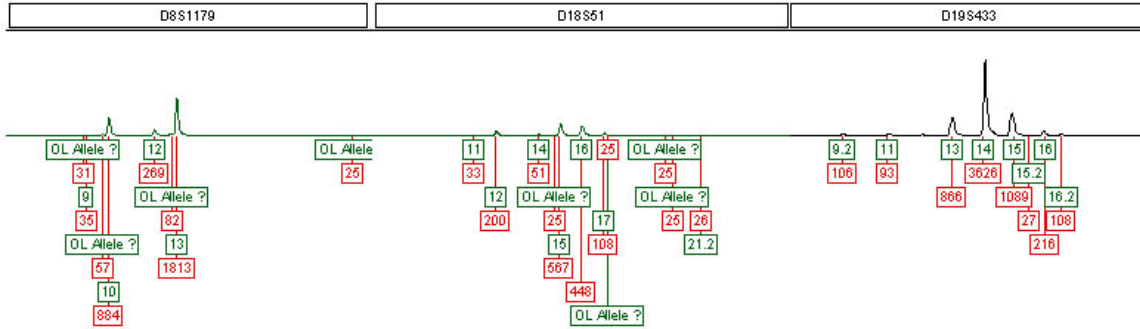 D8S1179 D18S51 D19S433
OL Allele ? 12 OL Allele 11 14 16 25 OL Allele ? 9.2 11 13 14 15 16
31 269 25 33 51 25 106 93 866 3626 1089 15.2 108
9 OL Allele ? 12 OL Allele ? OL Allele ? 16.2
35 82 200 25 17 25 26 27 108
OL Allele ? 13 15 108 21.2 216
57 1813 567
10 448
884 OL Allele ?